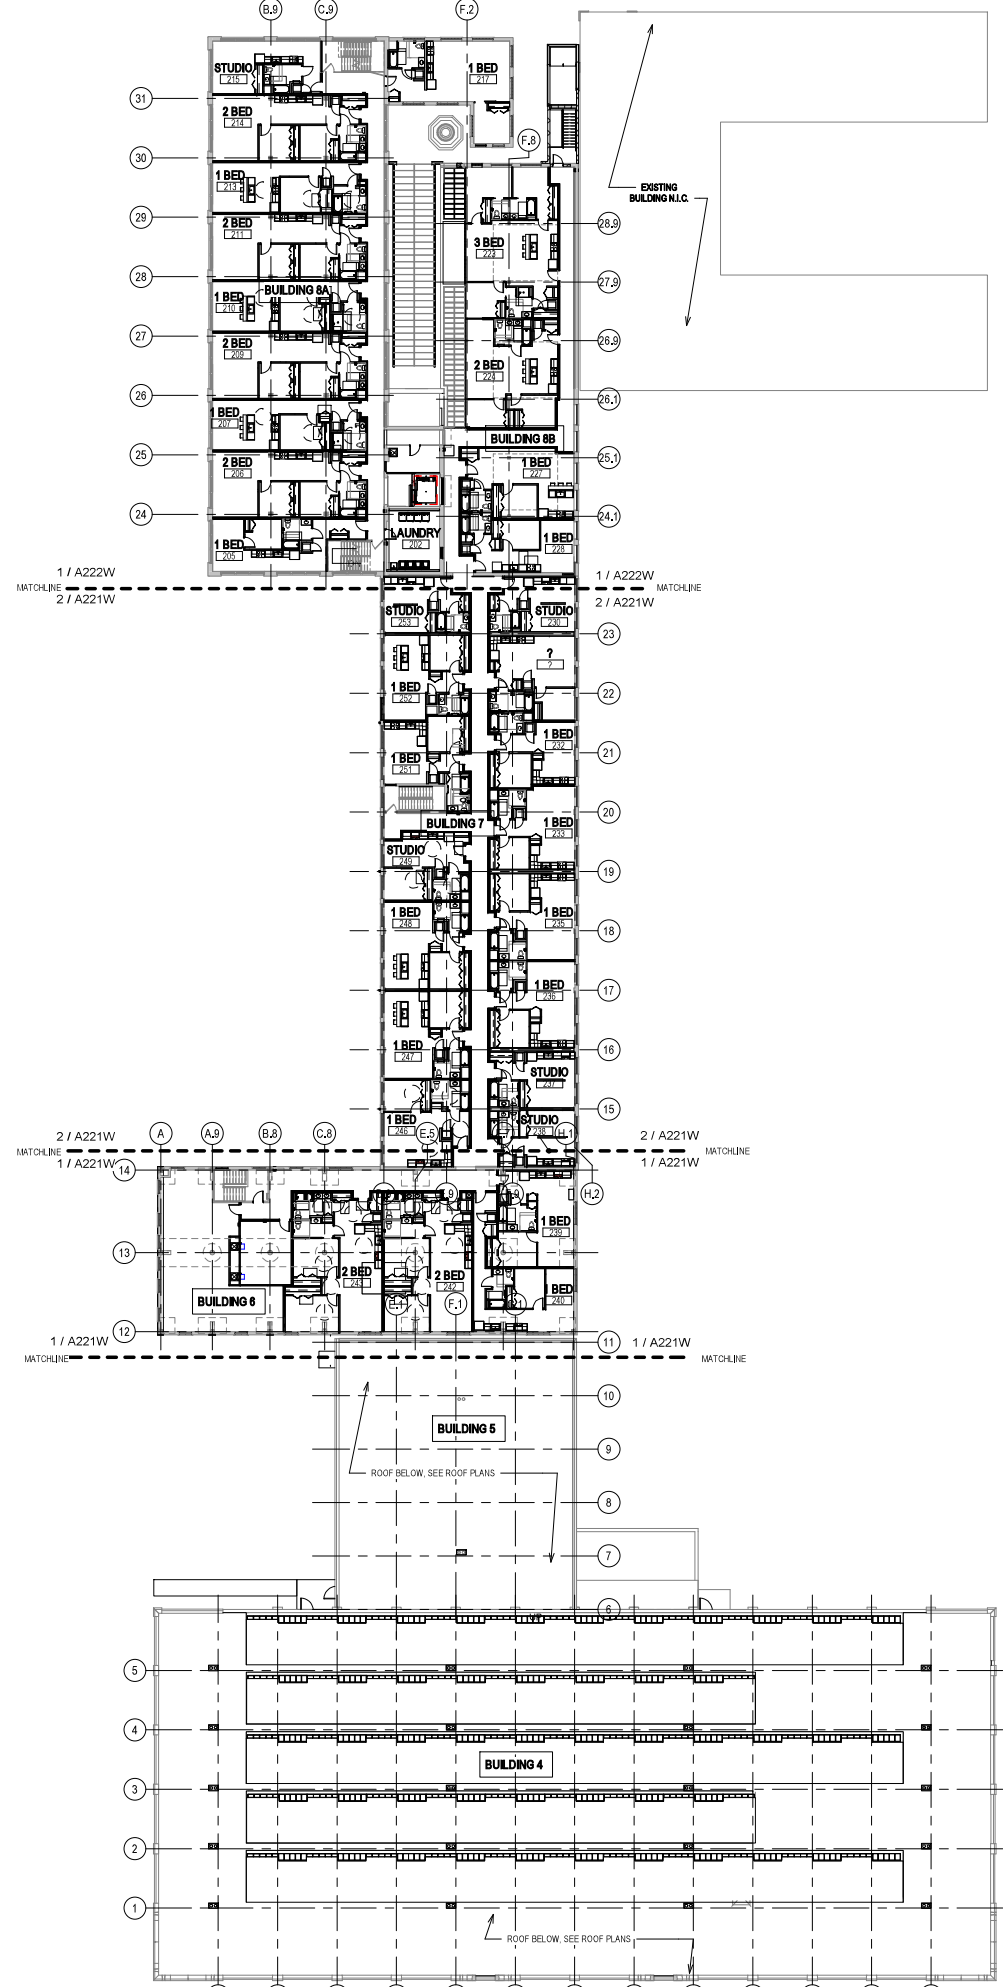 B.9
C.9
F.2
STUDIO
215
1 BED
217
31
2 BED
214
F.8
30
1 BED
213
EXISTING
BUILDING N.I.C.
29
2 BED
211
28.9
3 BED
223
28
27.9
1 BED
210
BUILDING 8A
27
2 BED
209
26.9
2 BED
224
26
26.1
1 BED
207
BUILDING 8B
25
2 BED
206
25.1
1 BED
227
24
24.1
LAUNDRY
202
1 BED
205
1 BED
228
1 / A222W
1 / A222W
MATCHLINE
MATCHLINE
2 / A221W
2 / A221W
STUDIO
253
STUDIO
230
23
?
?
1 BED
252
22
1 BED
232
21
1 BED
251
20
BUILDING 7
1 BED
233
STUDIO
249
19
1 BED
248
1 BED
235
18
17
1 BED
236
1 BED
247
16
STUDIO
237
15
1 BED
246
STUDIO
238
2 / A221W
A
A.9
B.8
C.8
E.5
H.1
2 / A221W
MATCHLINE
MATCHLINE
1 / A221W
14
1 / A221W
H.2
1 BED
239
13
2 BED
243
2 BED
242
1 BED
240
BUILDING 6
E.1
F.1
12
1 / A221W
11
1 / A221W
MATCHLINE
MATCHLINE
10
BUILDING 5
9
ROOF BELOW, SEE ROOF PLANS
8
7
6
UP
5
4
BUILDING 4
3
2
1
ROOF BELOW, SEE ROOF PLANS